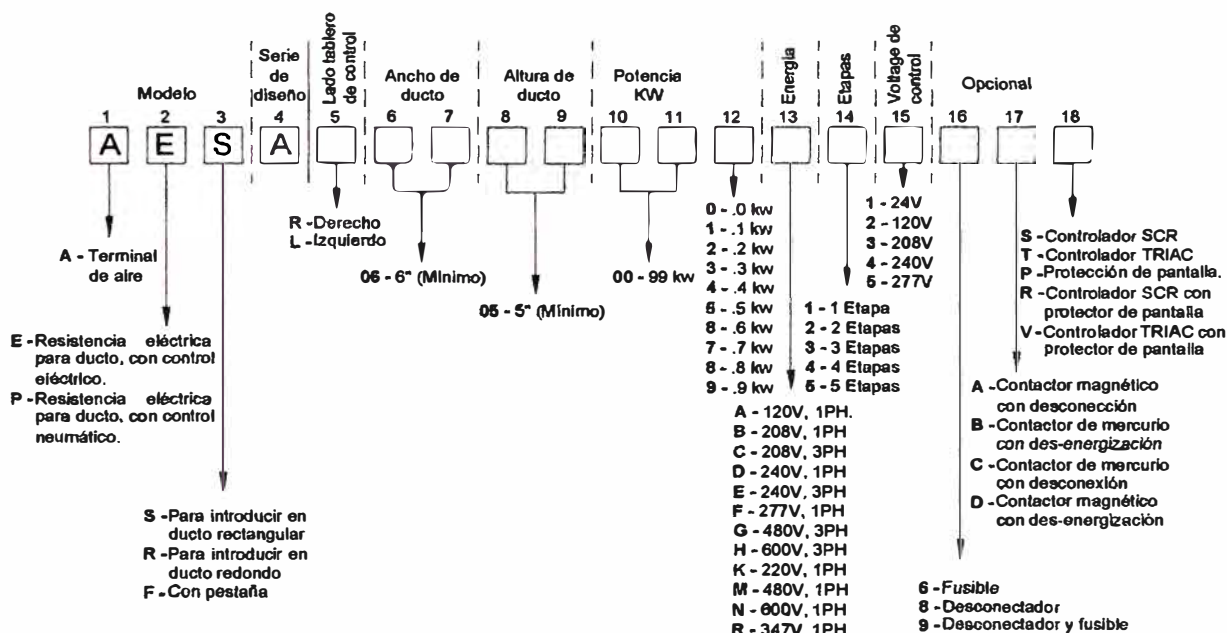 Modelo
Serie de diseño
Lado tablero de control
Ancho de ducto
Altura de ducto
Potencia KW
Energía
Etapas
Voltage de control
Opcional
1 2 3 4 5 6 7 8 9 10 11 12 13 14 15 16 17 18
A E S A
A - Terminal
de aire
E - Resistencia eléctrica
para ducto, con control
eléctrico.
P - Resistencia eléctrica
para ducto, con control
neumático.
S - Para introducir en
ducto rectangular
R - Para introducir en
ducto redondo
F - Con pestaña
R - Derecho
L - Izquierdo
06 - 6" (Mínimo)
05 - 5" (Mínimo)
00 - 99 kw
0 - .0 kw
1 - .1 kw
2 - .2 kw
3 - .3 kw
4 - .4 kw
6 - .5 kw
8 - .6 kw
7 - .7 kw
8 - .8 kw
9 - .9 kw
A - 120V, 1PH.
B - 208V, 1PH
C - 208V, 3PH
D - 240V, 1PH
E - 240V, 3PH
F - 277V, 1PH
G - 480V, 3PH
H - 600V, 3PH
K - 220V, 1PH
M - 480V, 1PH
N - 600V, 1PH
R - 347V, 1PH
1 - 1 Etapa
2 - 2 Etapas
3 - 3 Etapas
4 - 4 Etapas
5 - 5 Etapas
1 - 24V
2 - 120V
3 - 208V
4 - 240V
5 - 277V
6 - Fusible
8 - Desconectador
9 - Desconectador y fusible
A - Contactor magnético
con desconección
B - Contactor de mercurio
con des-energización
C - Contactor de mercurio
con desconexión
D - Contactor magnético
con des-energización
S - Controlador SCR
T - Controlador TRIAC
P - Protección de pantalla.
R - Controlador SCR con
protector de pantalla
V - Controlador TRIAC con
protector de pantalla